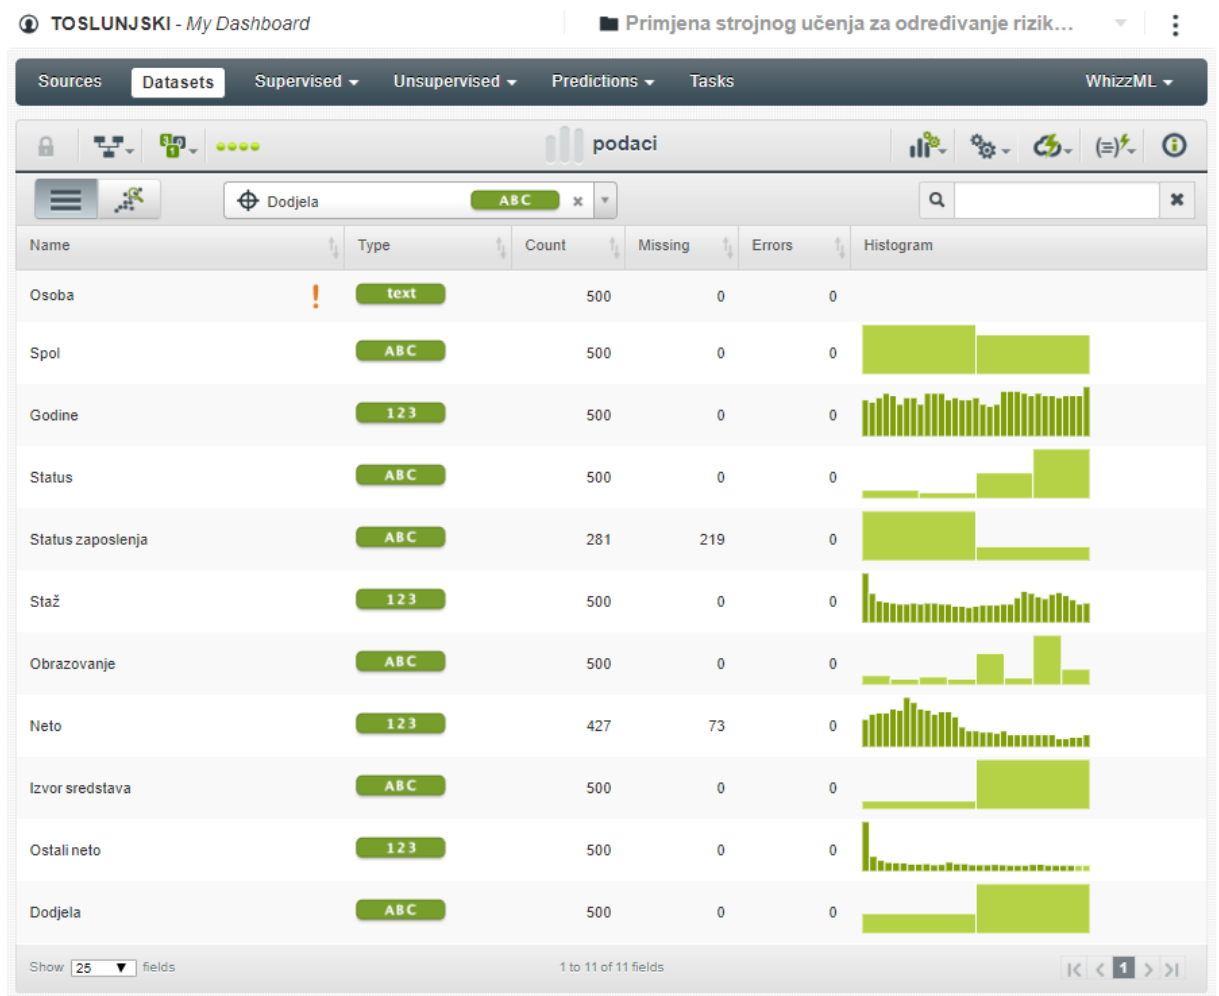 TOSLUNJSKI - My Dashboard Primjena strojnog učenja za određivanje rizik...
Sources Datasets Supervised Unsupervised Predictions Tasks WhizzML
podaci
Dodjela ABC
Name Type Count Missing Errors Histogram
Osoba text 500 0 0
Spol ABC 500 0 0
Godine 123 500 0 0
Status ABC 500 0 0
Status zaposlenja ABC 281 219 0
Staž 123 500 0 0
Obrazovanje ABC 500 0 0
Neto 123 427 73 0
Izvor sredstava ABC 500 0 0
Ostali neto 123 500 0 0
Dodjela ABC 500 0 0
Show 25 fields 1 to 11 of 11 fields 1